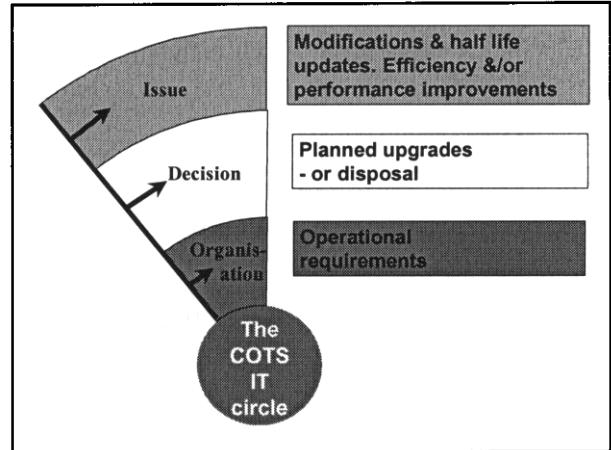 Issue
Modifications & half life
updates. Efficiency &/or
performance improvements
Decision
Planned upgrades
- or disposal
Organis-
ation
Operational
requirements
The
COTS
IT
circle